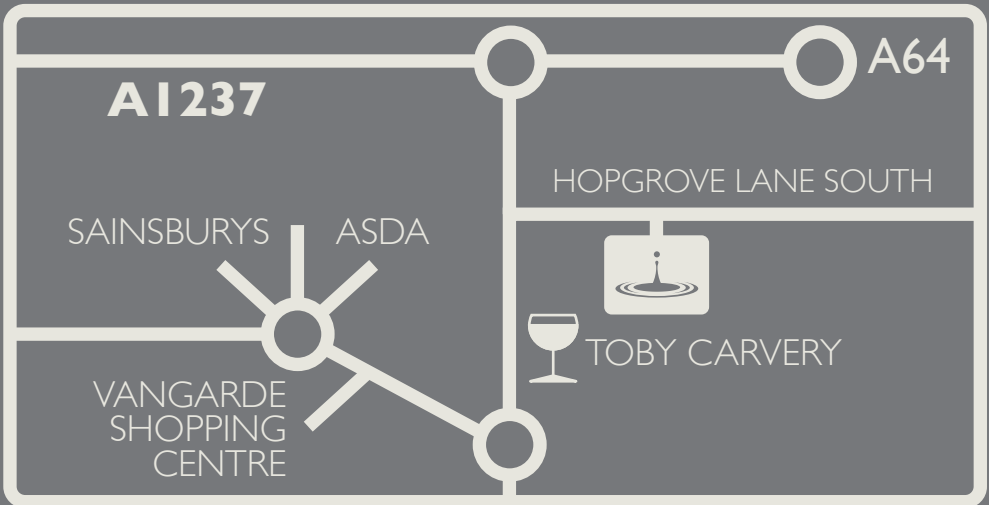 A64
A1237
HOPGROVE LANE SOUTH
SAINSBURYS
ASDA
TOBY CARVERY
VANGARDE
SHOPPING
CENTRE